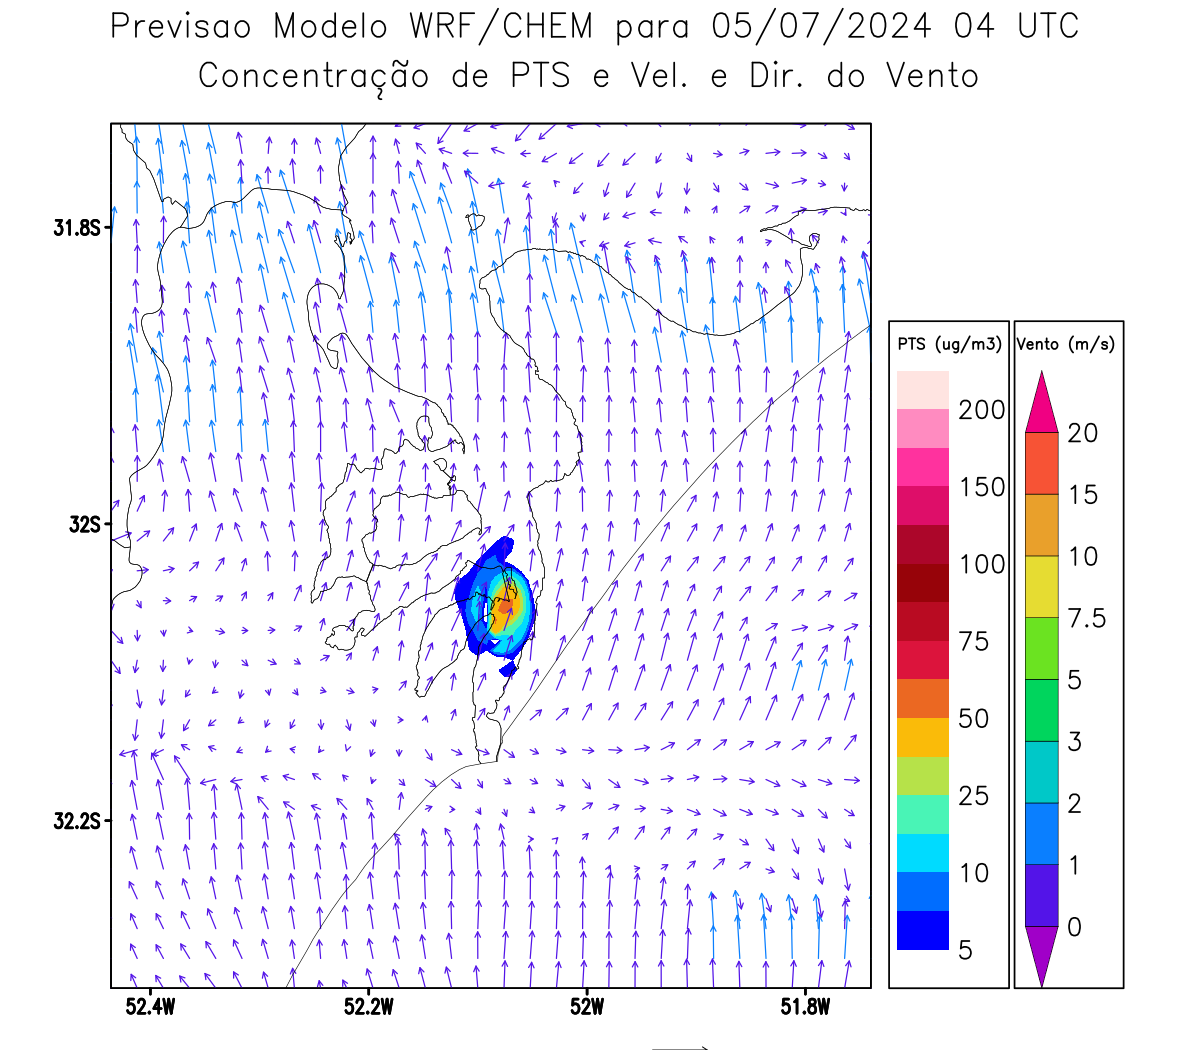 Previsao Modelo WRF/CHEM para 05/07/2024 04 UTC
Concentração de PTS e Vel. e Dir. do Vento
31.8S
32S
32.2S
52.4W
52.2W
52W
51.8W
PTS (ug/m3)
200
150
100
75
50
25
10
5
Vento (m/s)
20
15
10
7.5
5
3
2
1
0